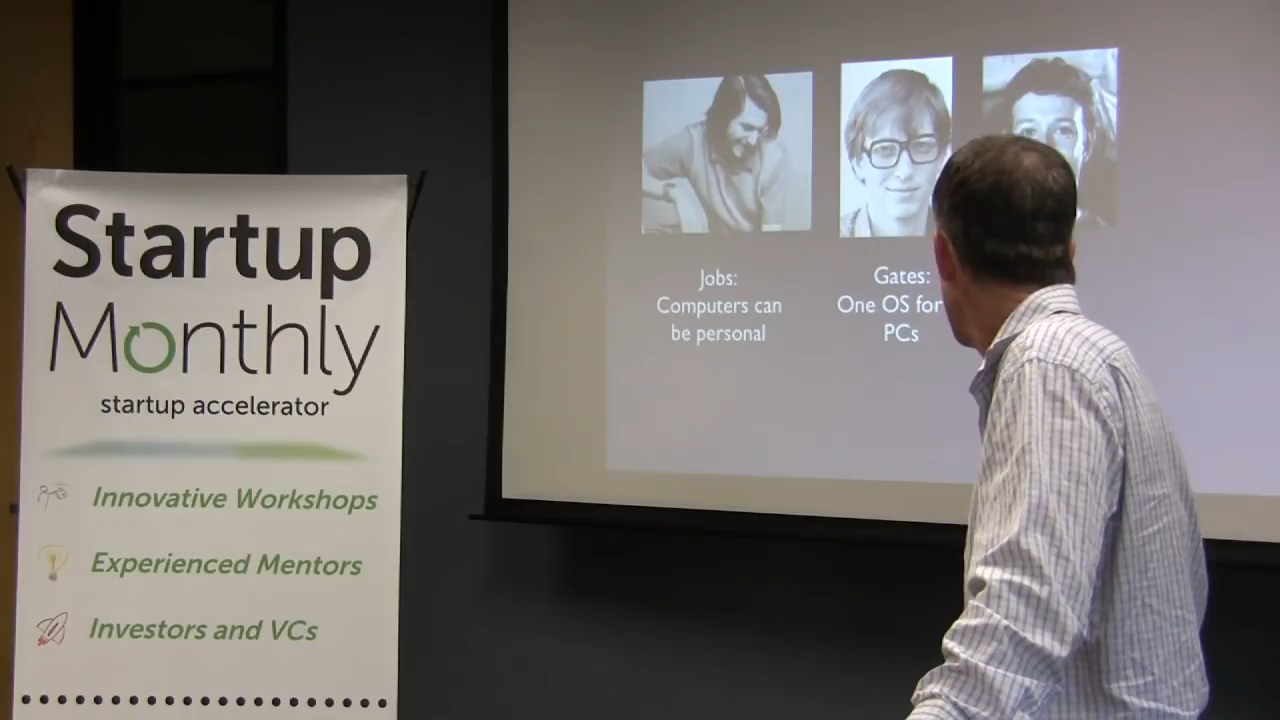 Startup
Monthly
startup accelerator
Innovative Workshops
Experienced Mentors
Investors and VCs
Jobs:
Computers can
be personal
Gates:
One OS for
PCs